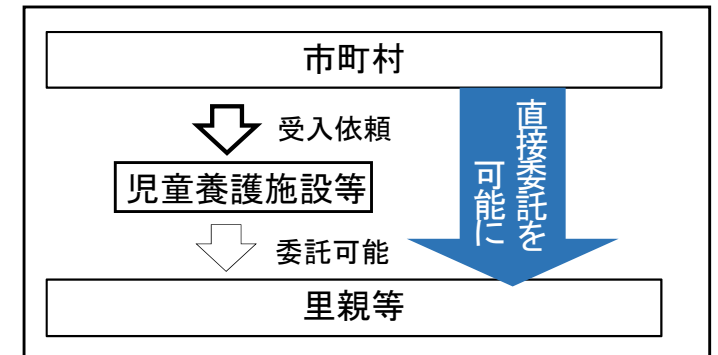 市町村
受入依頼
児童養護施設等
委託可能
里親等
直接委託を
可能に